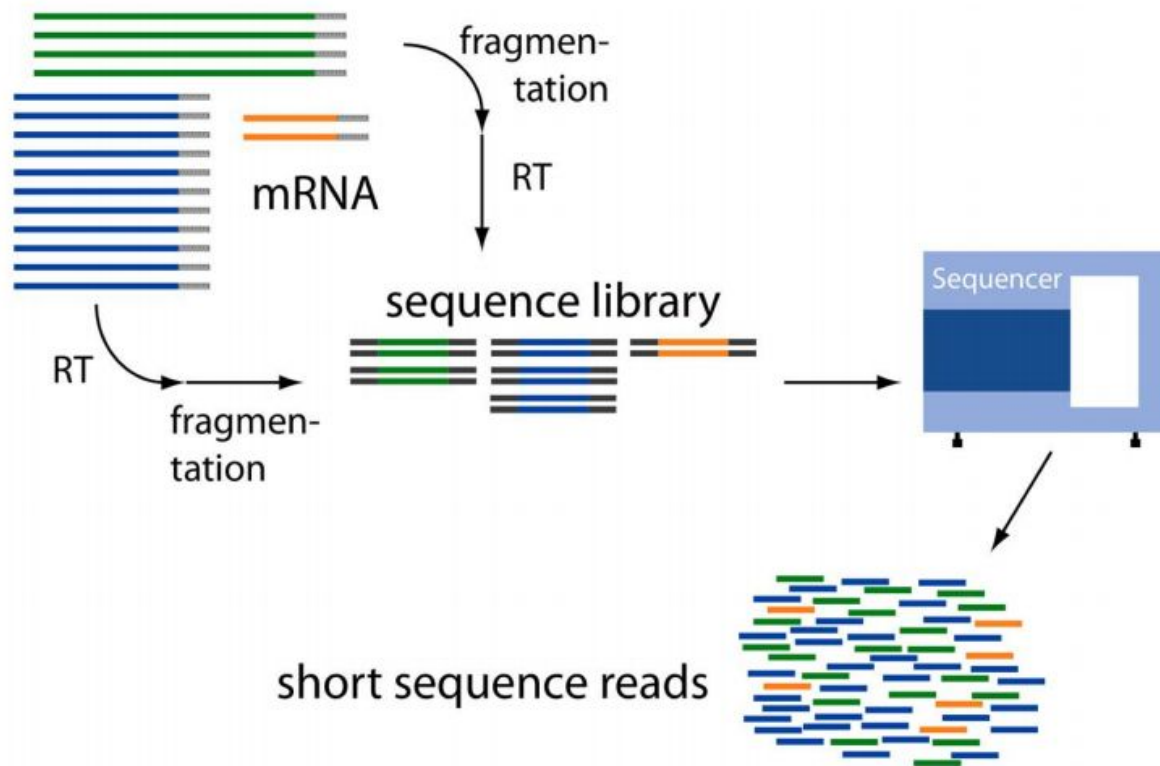 fragmen-
tation
mRNA
RT
sequence library
Sequencer
RT
fragmen-
tation
short sequence reads